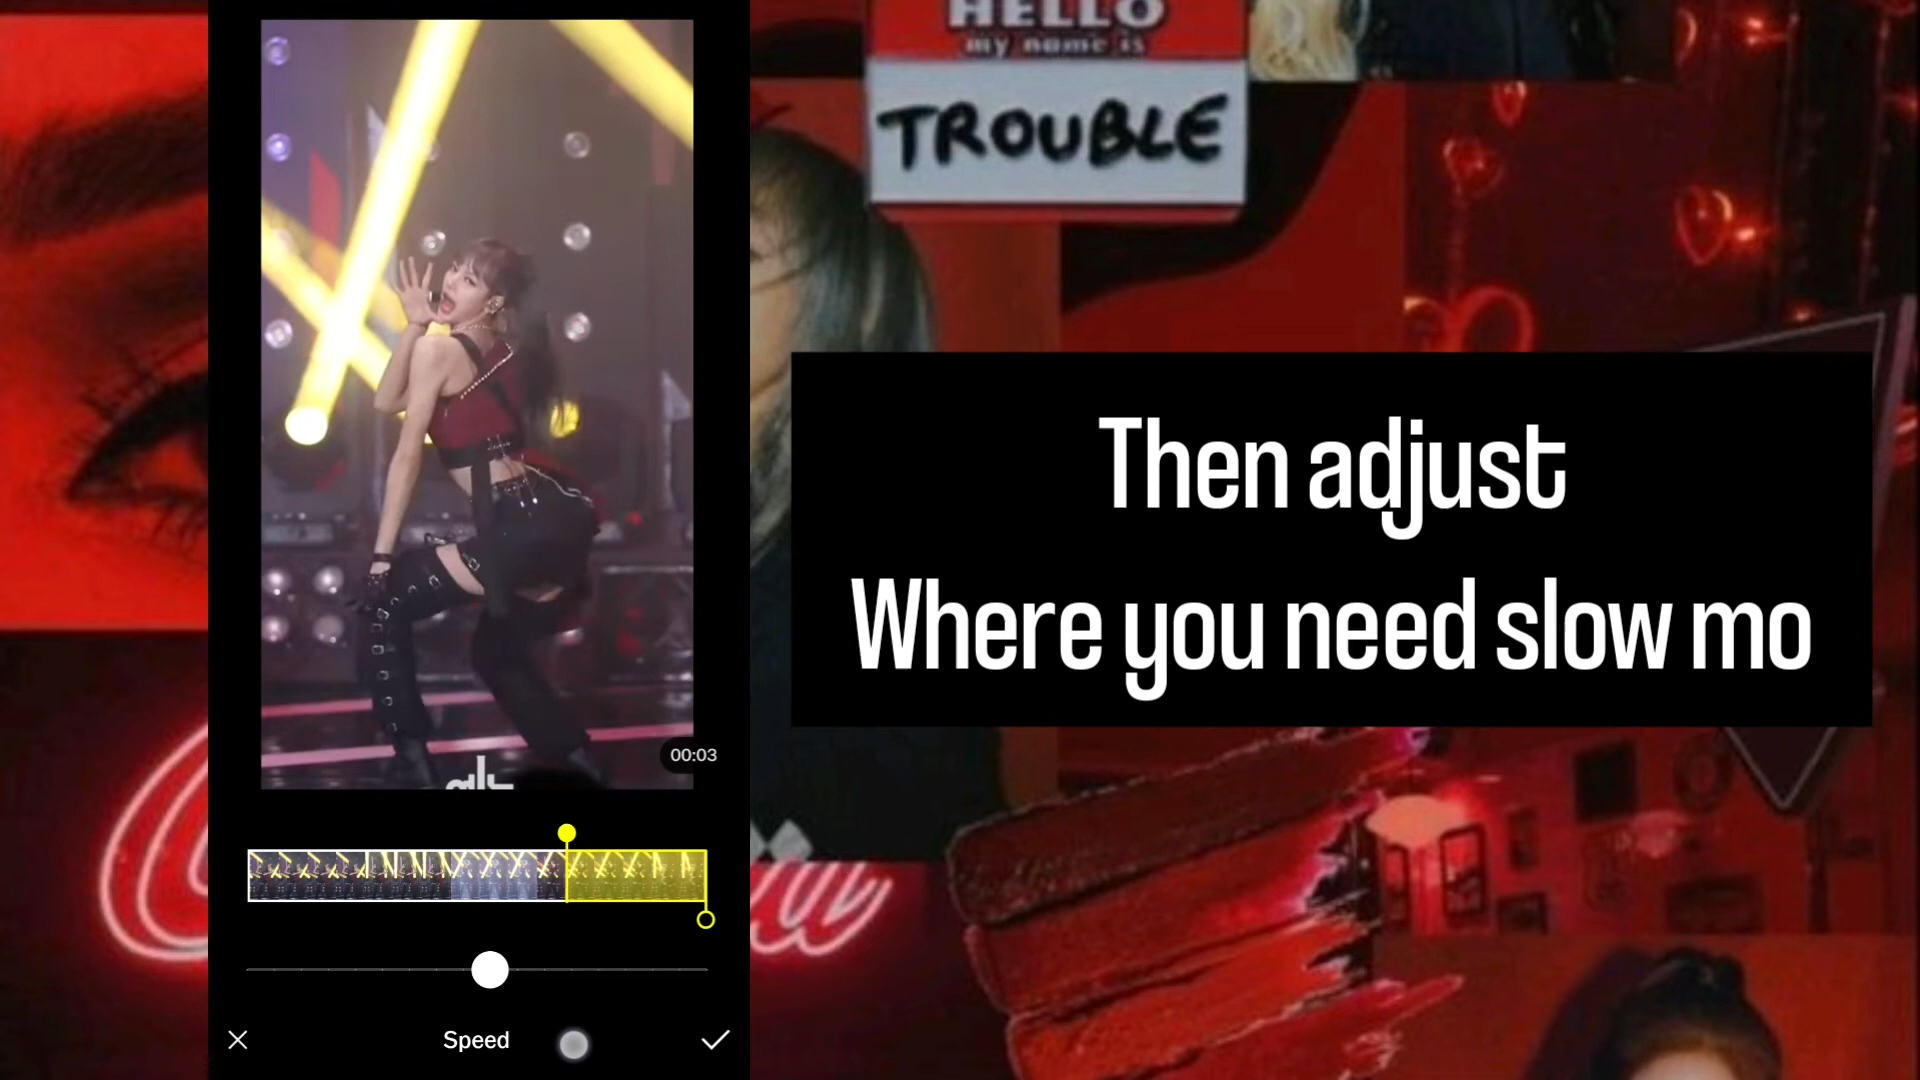 HELLO
my name is
TROUBLE
Then adjust
Where you need slow mo
00:03
Speed